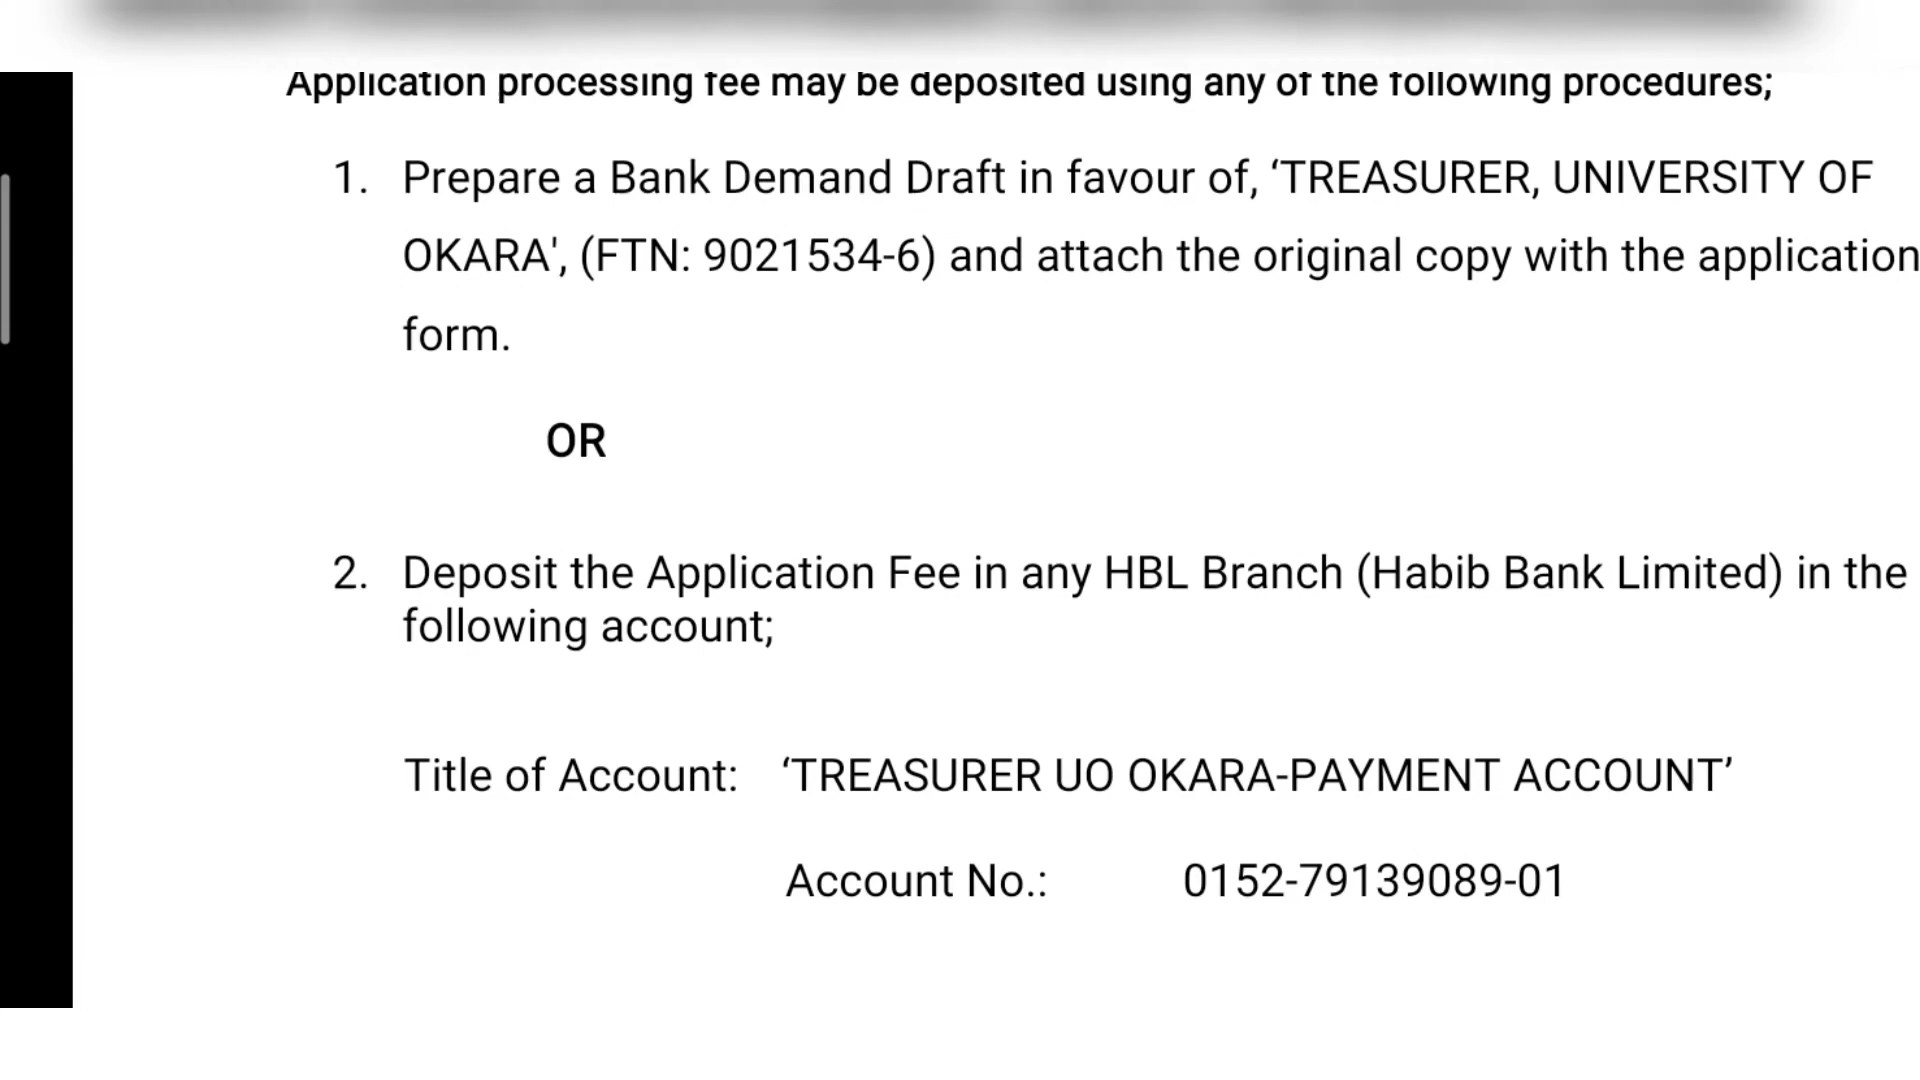 Application processing fee may be deposited using any of the following procedures;
1. Prepare a Bank Demand Draft in favour of, ‘TREASURER, UNIVERSITY OF
OKARA', (FTN: 9021534-6) and attach the original copy with the application
form.
OR
2. Deposit the Application Fee in any HBL Branch (Habib Bank Limited) in the
following account;
Title of Account: ‘TREASURER UO OKARA-PAYMENT ACCOUNT’
Account No.: 0152-79139089-01